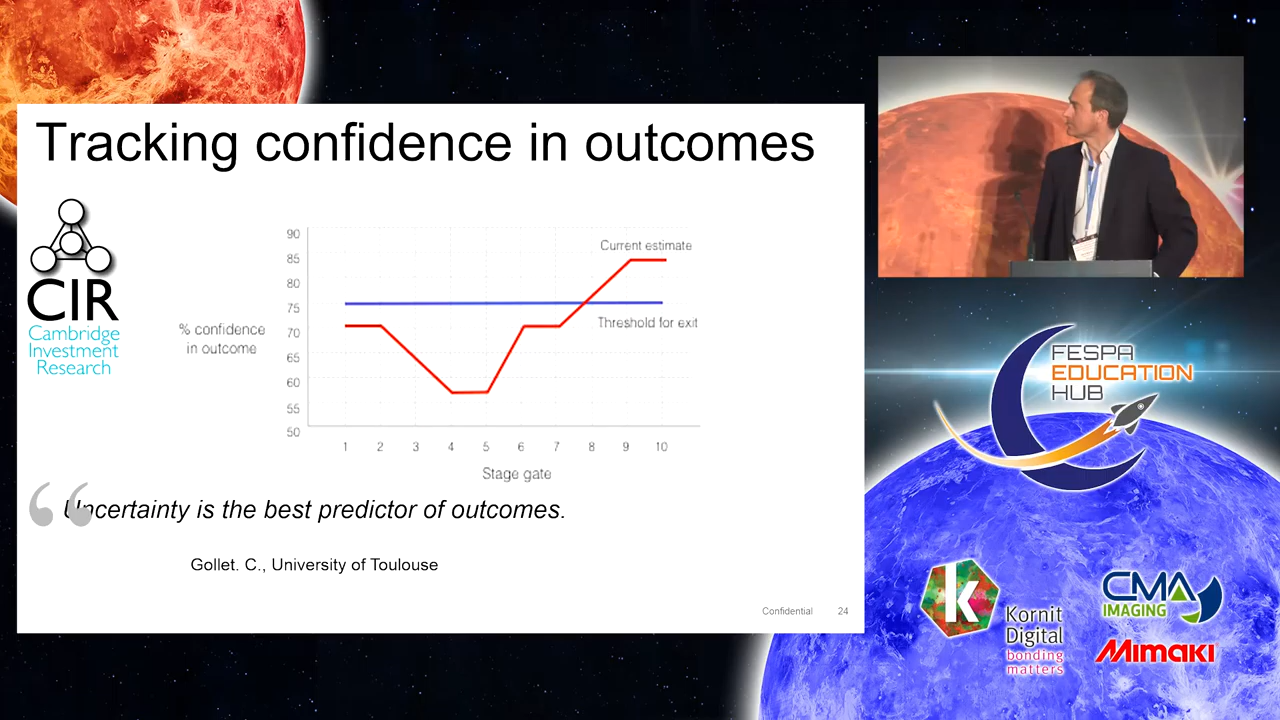 Tracking confidence in outcomes
CIR
Cambridge
Investment
Research
% confidence
in outcome
90
85
80
75
70
65
60
55
50
Current estimate
Threshold for exit
1 2 3 4 5 6 7 8 9 10
Stage gate
“ Uncertainty is the best predictor of outcomes.
Gollet. C., University of Toulouse
Confidential 24
FESPA
EDUCATION
HUB
k
Kornit
Digital
bonding
matters
CMA
IMAGING
Mimaki